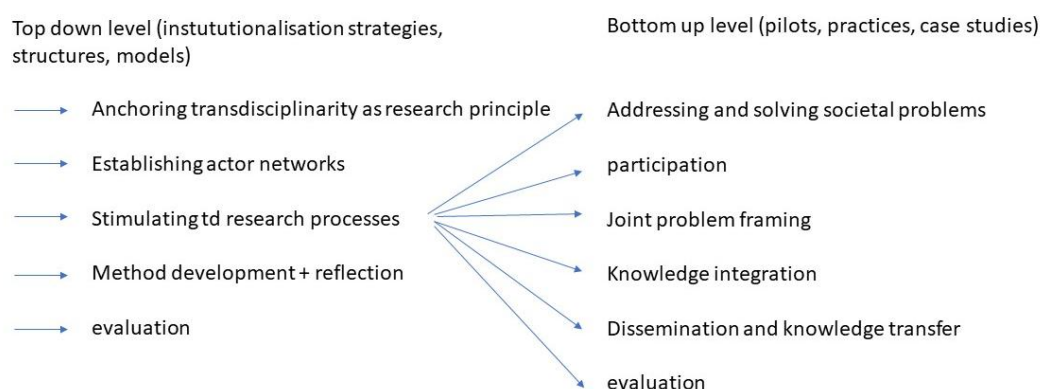 Top down level (instututionalisation strategies,
structures, models)
Anchoring transdisciplinarity as research principle
Establishing actor networks
Stimulating td research processes
Method development + reflection
evaluation
Bottom up level (pilots, practices, case studies)
Addressing and solving societal problems
participation
Joint problem framing
Knowledge integration
Dissemination and knowledge transfer
evaluation